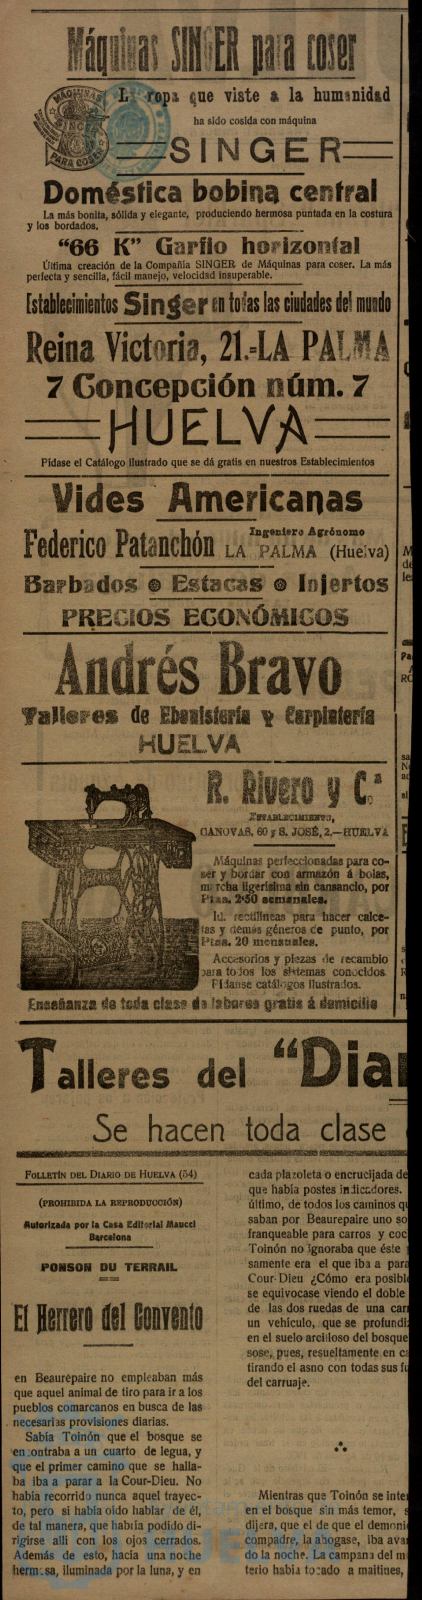 Máquinas SINGER para coser
MÁQUINAS
SINGER
PARA COSER
ropa que viste a la humanidad
ha sido cosida con máquina
SINGER
Doméstica bobina central
La más bonita, sólida y elegante, produciendo hermosa puntada en la costura
y los bordados.
"66 K" Garfio horizontal
Última creación de la Compañía SINGER de Máquinas para coser. La más
perfecta y sencilla, fácil manejo, velocidad insuperable.
Establecimientos Singer en todas las ciudades del mundo
Reina Victoria, 21.-LA PALMA
7 Concepción núm. 7
HUELVA
Pídase el Catálogo ilustrado que se dá gratis en nuestros Establecimientos
Vides Americanas
Federico Patanchón Ingeniero Agrónomo
LA PALMA (Huelva)
Barbados Estacas Injertos
PRECIOS ECONÓMICOS
Andrés Bravo
Talleres de Ebanistería y Carpintería
HUELVA
R. Rivero y C.ª
ESTABLECIMIENTO,
CANOVAS, 60 y S. JOSÉ, 2.—HUELVA
Máquinas perfeccionadas para co-
ser y bordar con armazón á bolas,
marcha ligerísima sin cansancio, por
Ptas. 2'50 semanales.
Id. rectilíneas para hacer calce-
tas y demás géneros de punto, por
Ptas. 20 mensuales.
Accesorios y piezas de recambio
para todos los sistemas conocidos.
Pídanse catálogos ilustrados.
Enseñanza de toda clase de labores gratis á domicilio
Talleres del "Diar
Se hacen toda clase
FOLLETÍN DEL DIARIO DE HUELVA (54)
(PROHIBIDA LA REPRODUCCIÓN)
Autorizada por la Casa Editorial Maucci
Barcelona
PONSON DU TERRAIL
El Herrero del Convento
en Beaurepaire no empleaban más
que aquel animal de tiro para ir a los
pueblos comarcanos en busca de las
necesarias provisiones diarias.
Sabía Toinón que el bosque se
encontraba a un cuarto de legua, y
que el primer camino que se halla-
ba iba a parar a la Cour-Dieu. No
había recorrido nunca aquel trayec-
to, pero sí había oído hablar de él,
de tal manera, que habría podido di-
rigirse allí con los ojos cerrados.
Además de esto, hacía una noche
hermosa, iluminada por la luna, y en
cada plazoleta o encrucijada de
que había postes indicadores.
último, de todos los caminos q
saban por Beaurepaire uno so
franqueable para carros y coc
Toinón no ignoraba que éste
samente era el que iba a para
Cour-Dieu ¿Cómo era posible
se equivocase viendo el doble
de las dos ruedas de una carr
un vehículo, que se profundi
en el suelo arcilloso del bosque
sose, pues, resueltamente en c
tirando el asno con todas sus fu
del carruaje.
Mientras que Toinón se inter
en el bosque sin más temor, s
dijera, que el de que el demoni
compadre, la ahogase, iba avan
do la noche. La campana del m
terio había tocado a maitines,